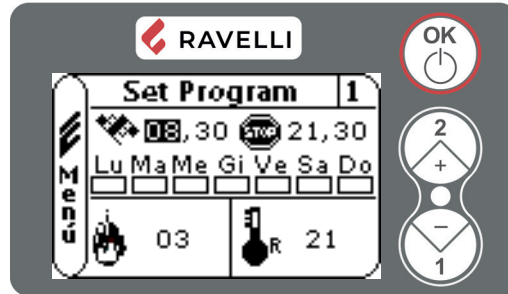 RAVELLI
OK
Set Program 1
08,30 STOP 21,30
Lu Ma Me Gi Ve Sa Do
Menú
03 R 21
2
+
−
1